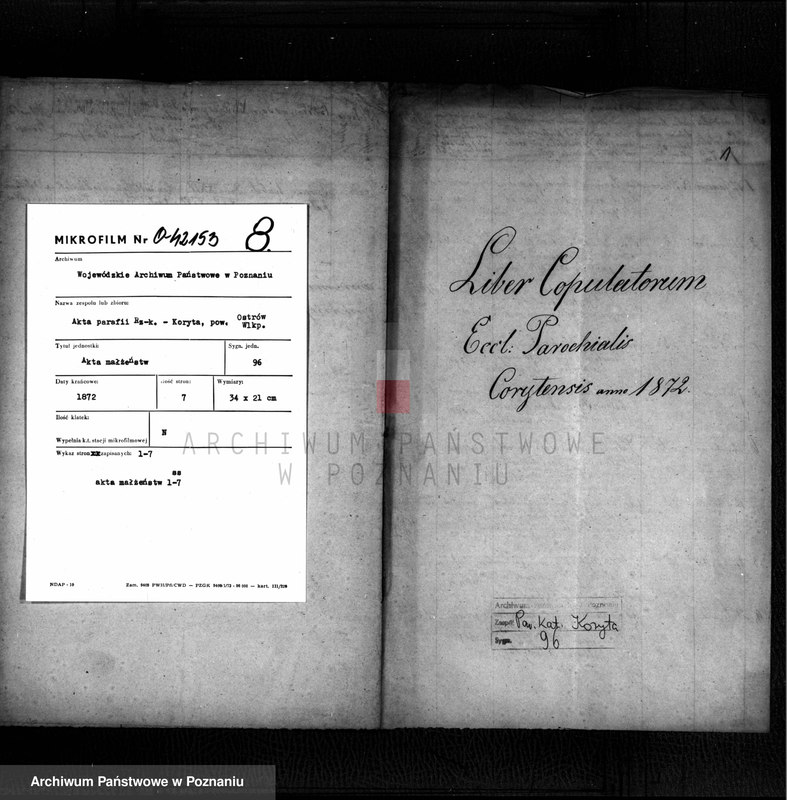 MIKROFILM Nr O-42153 8.
Archiwum:
Wojewódzkie Archiwum Państwowe w Poznaniu
Nazwa zespołu lub zbioru:
Akta parafii Rz-k. - Koryta, pow. Ostrów Wlkp.
Tytuł jednostki: Sygn. jedn.
Akta małżeństw 96
Daty krańcowe: Ilość stron: Wymiary:
1872 7 34 x 21 cm
Ilość klatek:
Wypełnia k.t. stacji mikrofilmowej N
Wykaz stron zapisanych: 1-7
ss
akta małżeństw 1-7
NDAP - 10
1
Liber Copulatorum
Eccl: Parochialis
Corytensis anno 1872.
Archiwum
Zespół Par. Kat. Koryta
Sygn. 96
ARCHIWUM PAŃSTWOWE
W POZNANIU
Archiwum Państwowe w Poznaniu